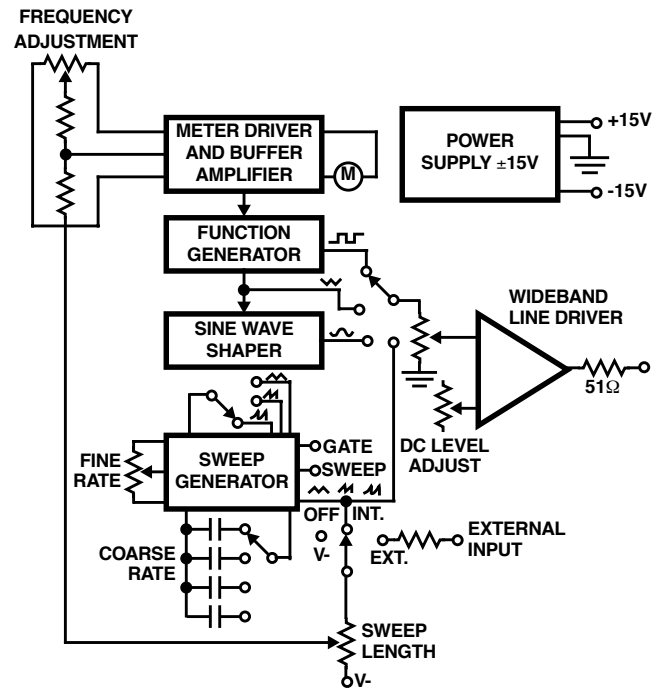 FREQUENCY
ADJUSTMENT
METER DRIVER
AND BUFFER
AMPLIFIER
M
POWER
SUPPLY ±15V
+15V
-15V
FUNCTION
GENERATOR
SINE WAVE
SHAPER
WIDEBAND
LINE DRIVER
51Ω
DC LEVEL
ADJUST
FINE
RATE
SWEEP
GENERATOR
GATE
SWEEP
OFF
INT.
V-
EXT.
EXTERNAL
INPUT
COARSE
RATE
SWEEP
LENGTH
V-